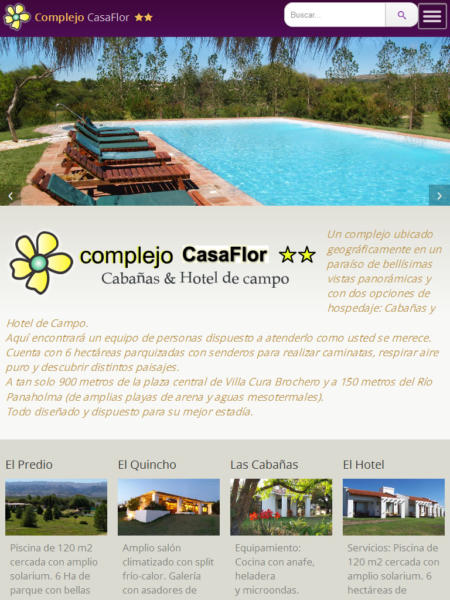 Complejo CasaFlor
Buscar...
complejo CasaFlor
Cabañas & Hotel de campo
Un complejo ubicado
geográficamente en un
paraíso de bellísimas
vistas panorámicas y
con dos opciones de
hospedaje: Cabañas y
Hotel de Campo.
Aquí encontrará un equipo de personas dispuesto a atenderlo como usted se merece.
Cuenta con 6 hectáreas parquizadas con senderos para realizar caminatas, respirar aire
puro y descubrir distintos paisajes.
A tan solo 900 metros de la plaza central de Villa Cura Brochero y a 150 metros del Río
Panaholma (de amplias playas de arena y aguas mesotermales).
Todo diseñado y dispuesto para su mejor estadía.
El Predio
El Quincho
Las Cabañas
El Hotel
Piscina de 120 m2
cercada con amplio
solarium. 6 Ha de
parque con bellas
Amplio salón
climatizado con split
frío-calor. Galería
con asadores de
Equipamiento:
Cocina con anafe,
heladera
y microondas.
Servicios: Piscina de
120 m2 cercada con
amplio solarium. 6
hectáreas de